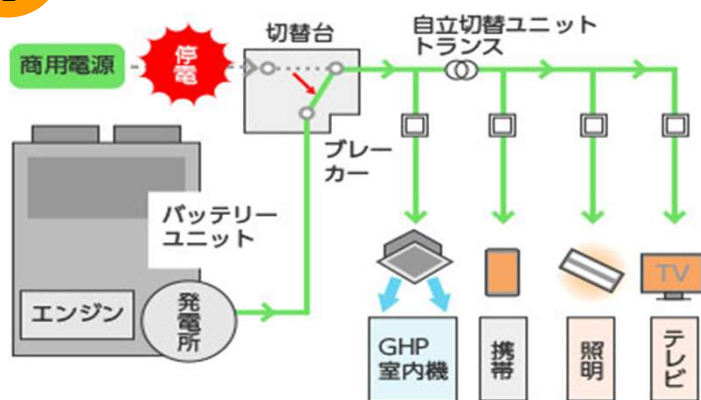 切替台
自立切替ユニット
トランス
商用電源
停電
ブレー
カー
バッテリー
ユニット
エンジン
発電所
TV
GHP
室内機
携帯
照明
テレビ